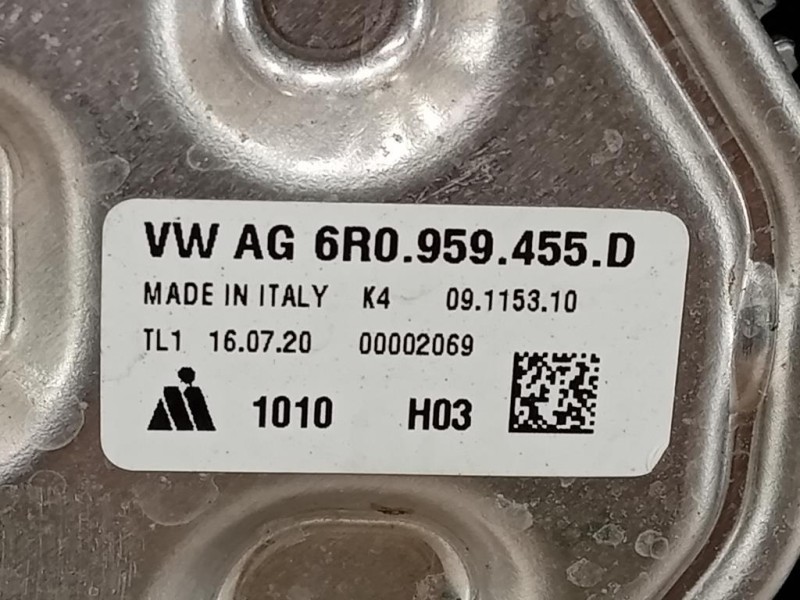 VW AG 6R0.959.455.D
MADE IN ITALY K4 09.1153.10
TL1 16.07.20 00002069
1010 H03